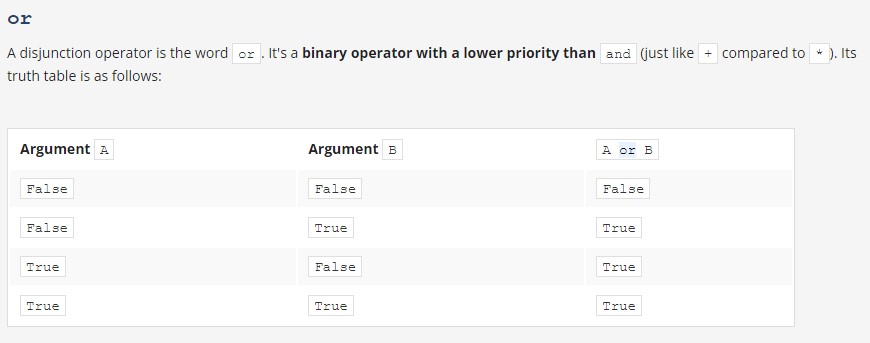 or
A disjunction operator is the word or. It's a binary operator with a lower priority than and (just like + compared to *). Its
truth table is as follows:
Argument A Argument B A or B
False False False
False True True
True False True
True True True